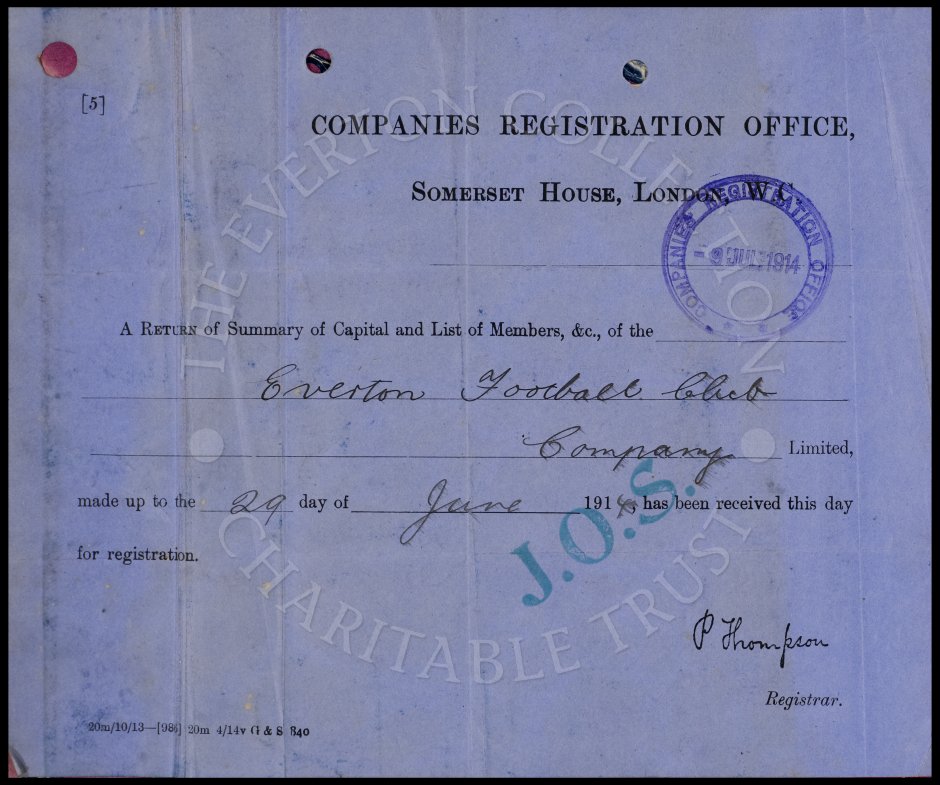 [5]
COMPANIES REGISTRATION OFFICE,
SOMERSET HOUSE, LONDON, W.C.
COMPANIES REGISTRATION OFFICE
9 JUL 1914
A RETURN of Summary of Capital and List of Members, &c., of the
Everton Football Club
Company Limited,
made up to the 29 day of June 1914, has been received this day
for registration.
J.O.S.
P Thompson
Registrar.
20m/10/13—[986] 20m 4/14v G & S 840
THE EVERTON COLLECTION
CHARITABLE TRUST